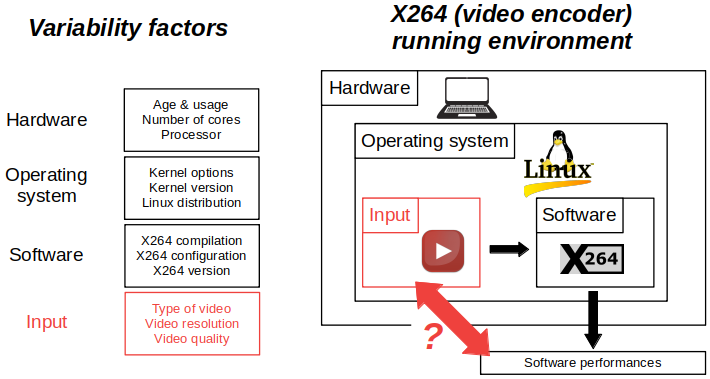 Variability factors
Hardware
Age & usage
Number of cores
Processor
Operating
system
Kernel options
Kernel version
Linux distribution
Software
X264 compilation
X264 configuration
X264 version
Input
Type of video
Video resolution
Video quality
X264 (video encoder)
running environment
Hardware
Operating system
Linux
Input
Software
X264
?
Software performances